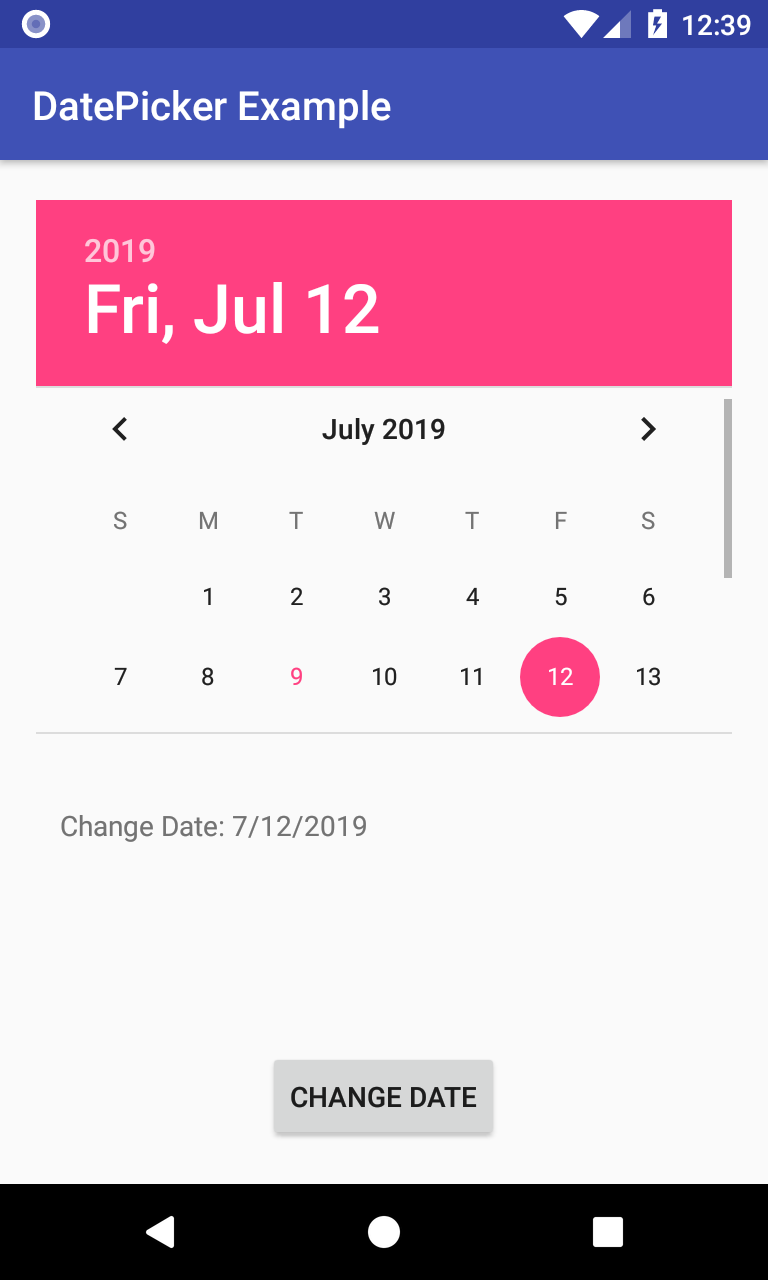 12:39
DatePicker Example
2019
Fri, Jul 12
July 2019
S M T W T F S
1 2 3 4 5 6
7 8 9 10 11 12 13
Change Date: 7/12/2019
CHANGE DATE